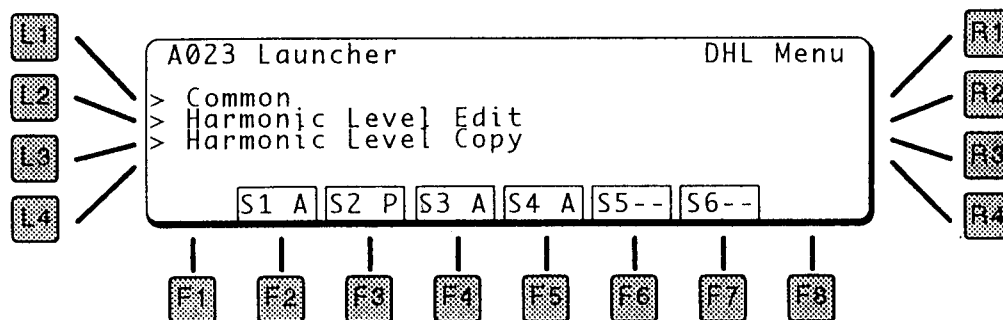 L1
L2
L3
L4
A023 Launcher DHL Menu
> Common
> Harmonic Level Edit
> Harmonic Level Copy
S1 A S2 P S3 A S4 A S5-- S6--
R1
R2
R3
R4
F1 F2 F3 F4 F5 F6 F7 F8